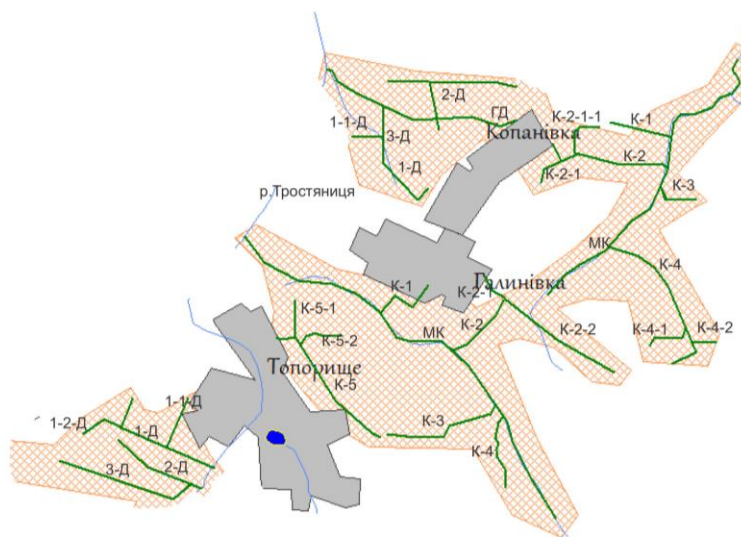 2-Д
ГД
К-2-1-1
К-1
1-1-Д
3-Д
Копанівка
К-2
1-Д
К-2-1
К-3
р.Тростяниця
МК
К-4
К-1
К-2-1
Галинівка
К-5-1
К-2
К-2-2
К-4-1
К-4-2
МК
К-5-2
Топорище
К-5
1-1-Д
1-2-Д
1-Д
К-3
3-Д
2-Д
К-4